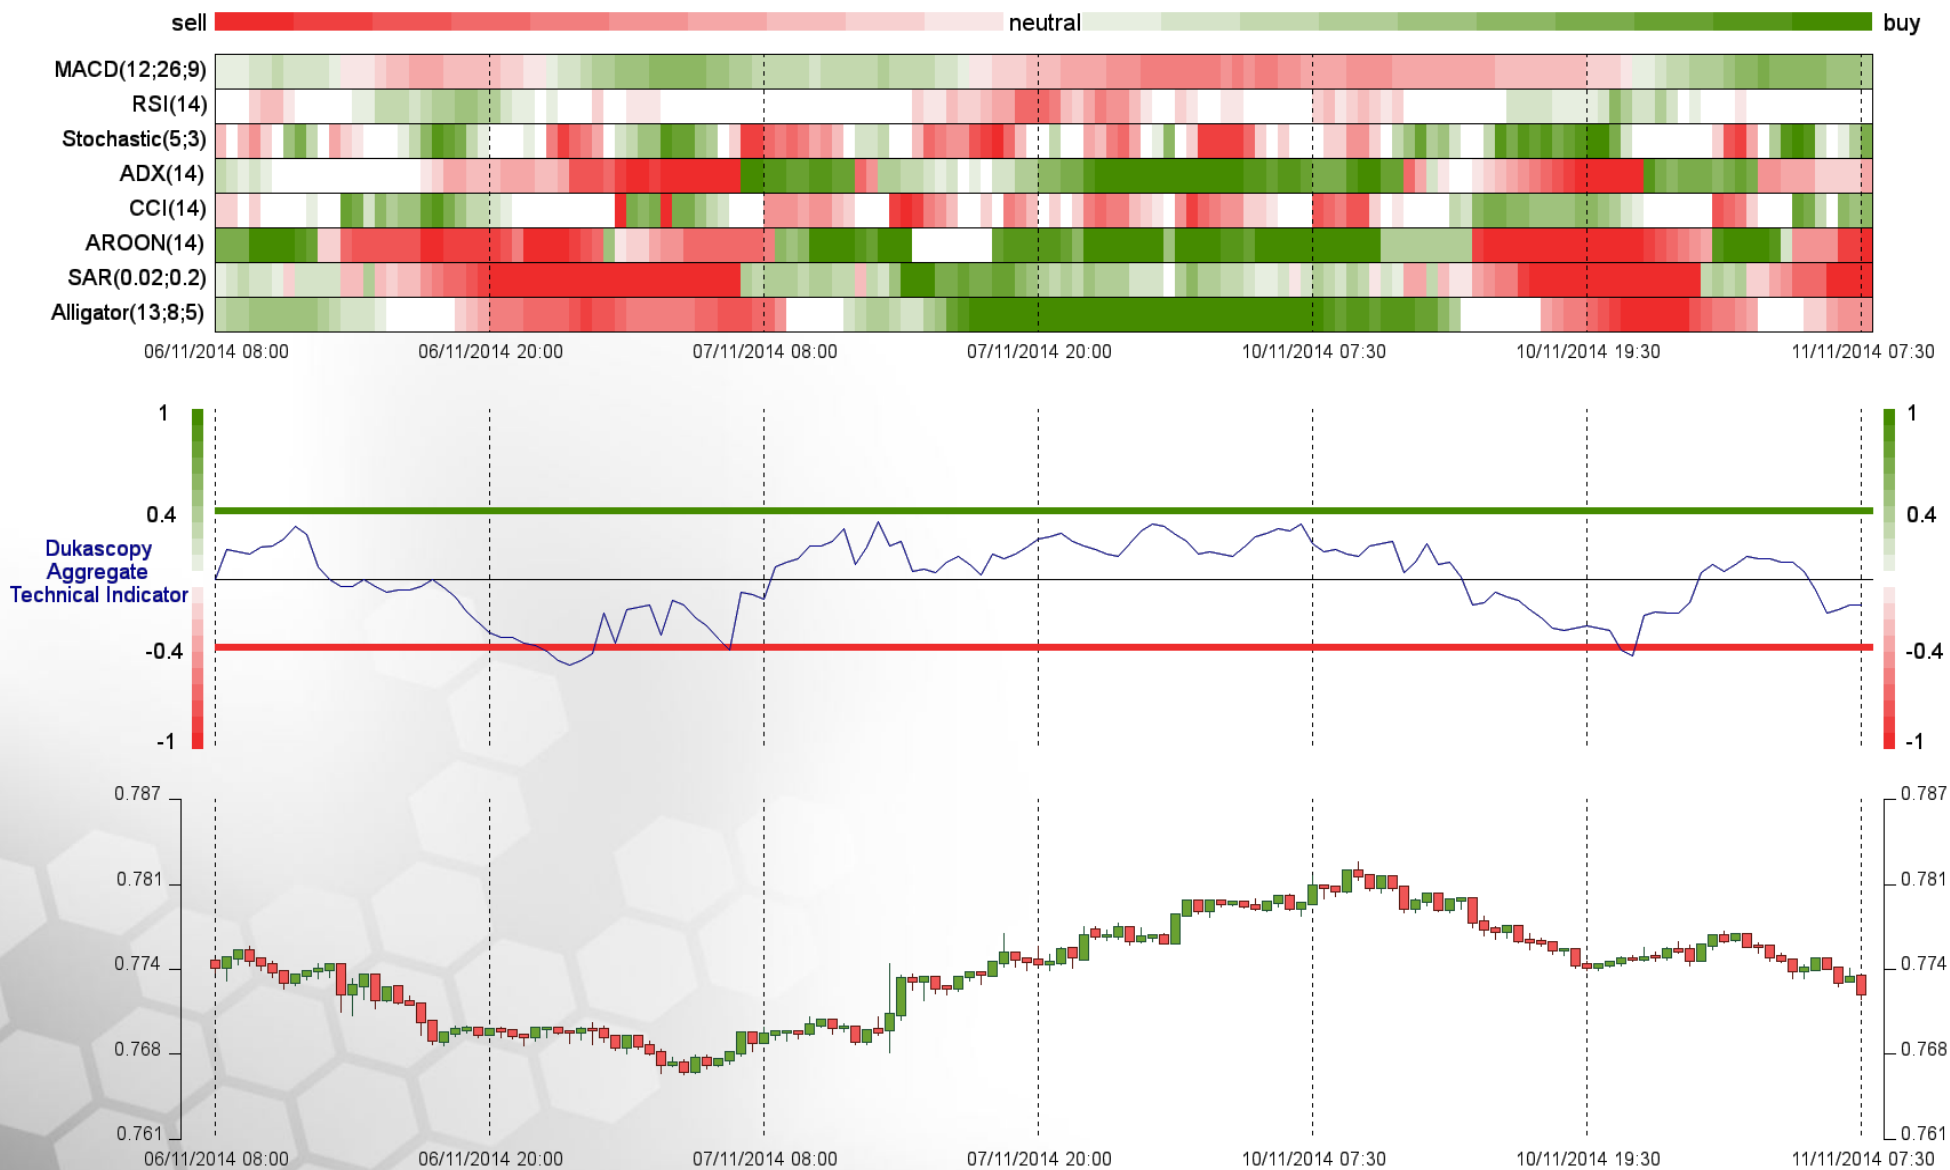 sell neutral buy
MACD(12;26;9)
RSI(14)
Stochastic(5;3)
ADX(14)
CCI(14)
AROON(14)
SAR(0.02;0.2)
Alligator(13;8;5)
06/11/2014 08:00 06/11/2014 20:00 07/11/2014 08:00 07/11/2014 20:00 10/11/2014 07:30 10/11/2014 19:30 11/11/2014 07:30
1 1
0.4 0.4
Dukascopy
Aggregate
Technical Indicator
-0.4 -0.4
-1 -1
0.787 0.787
0.781 0.781
0.774 0.774
0.768 0.768
0.761 0.761
06/11/2014 08:00 06/11/2014 20:00 07/11/2014 08:00 07/11/2014 20:00 10/11/2014 07:30 10/11/2014 19:30 11/11/2014 07:30